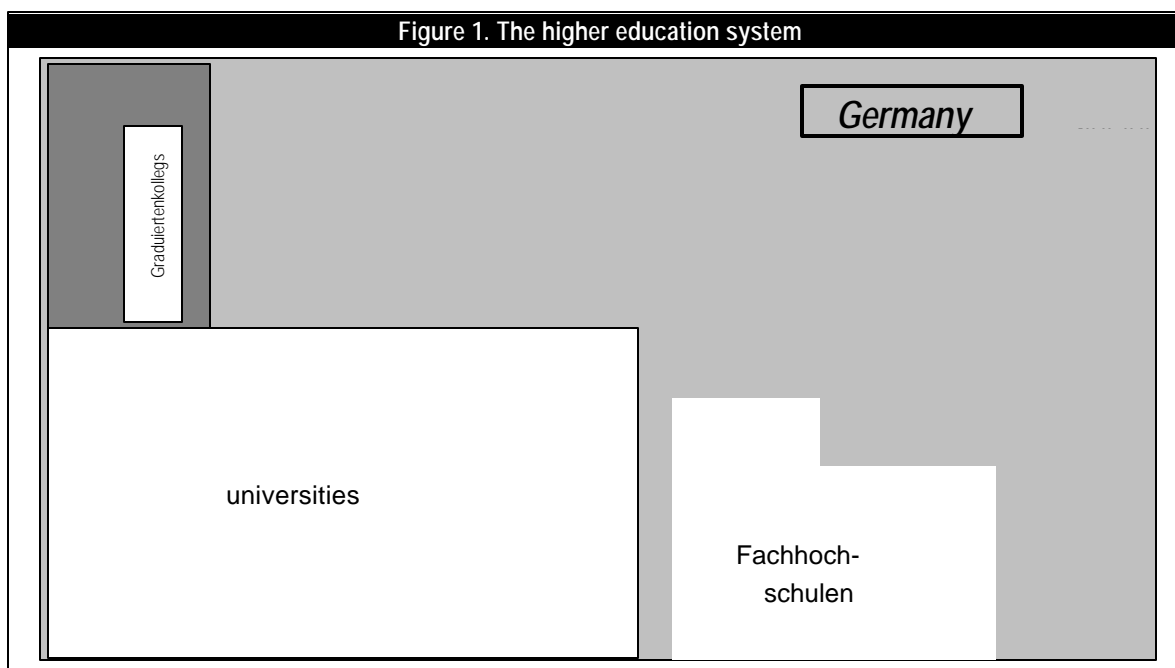 Figure 1. The higher education system
Germany
Graduiertenkollegs
universities
Fachhoch-
schulen